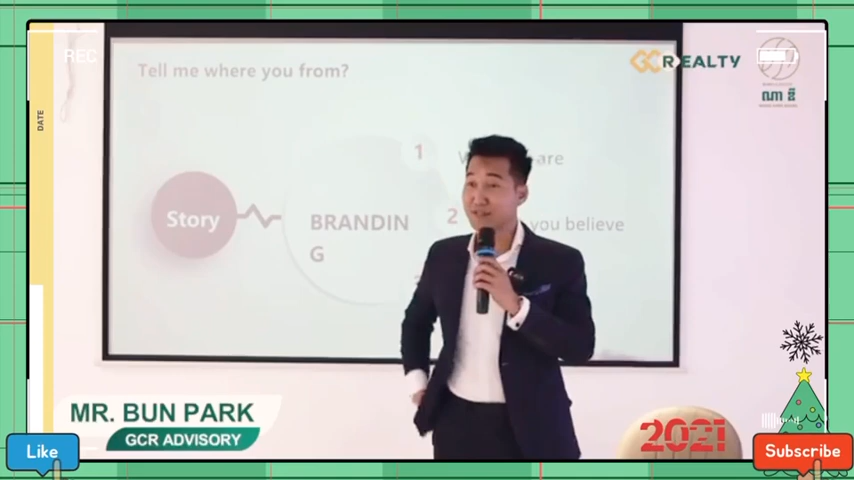 REC
DATE
Tell me where you from?
GC REALTY
ណារី
Story
BRANDIN
G
1
are
2
you believe
MR. BUN PARK
GCR ADVISORY
2021
Like
Subscribe